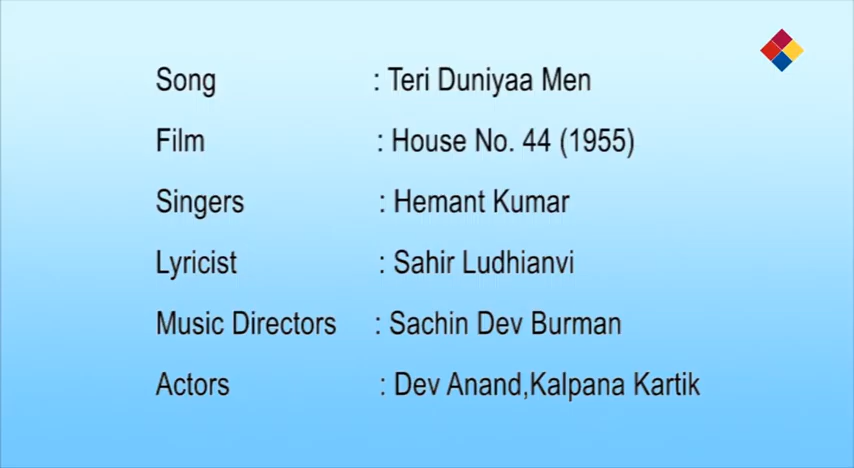 Song : Teri Duniyaa Men
Film : House No. 44 (1955)
Singers : Hemant Kumar
Lyricist : Sahir Ludhianvi
Music Directors : Sachin Dev Burman
Actors : Dev Anand,Kalpana Kartik